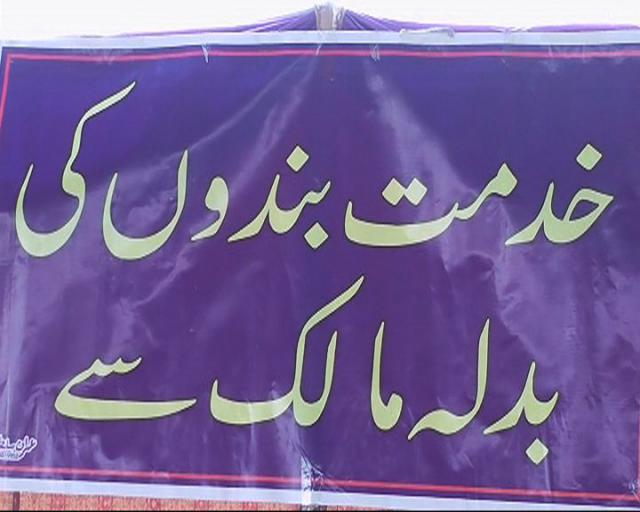 خدمت بندوں کی
بدلہ مالک سے